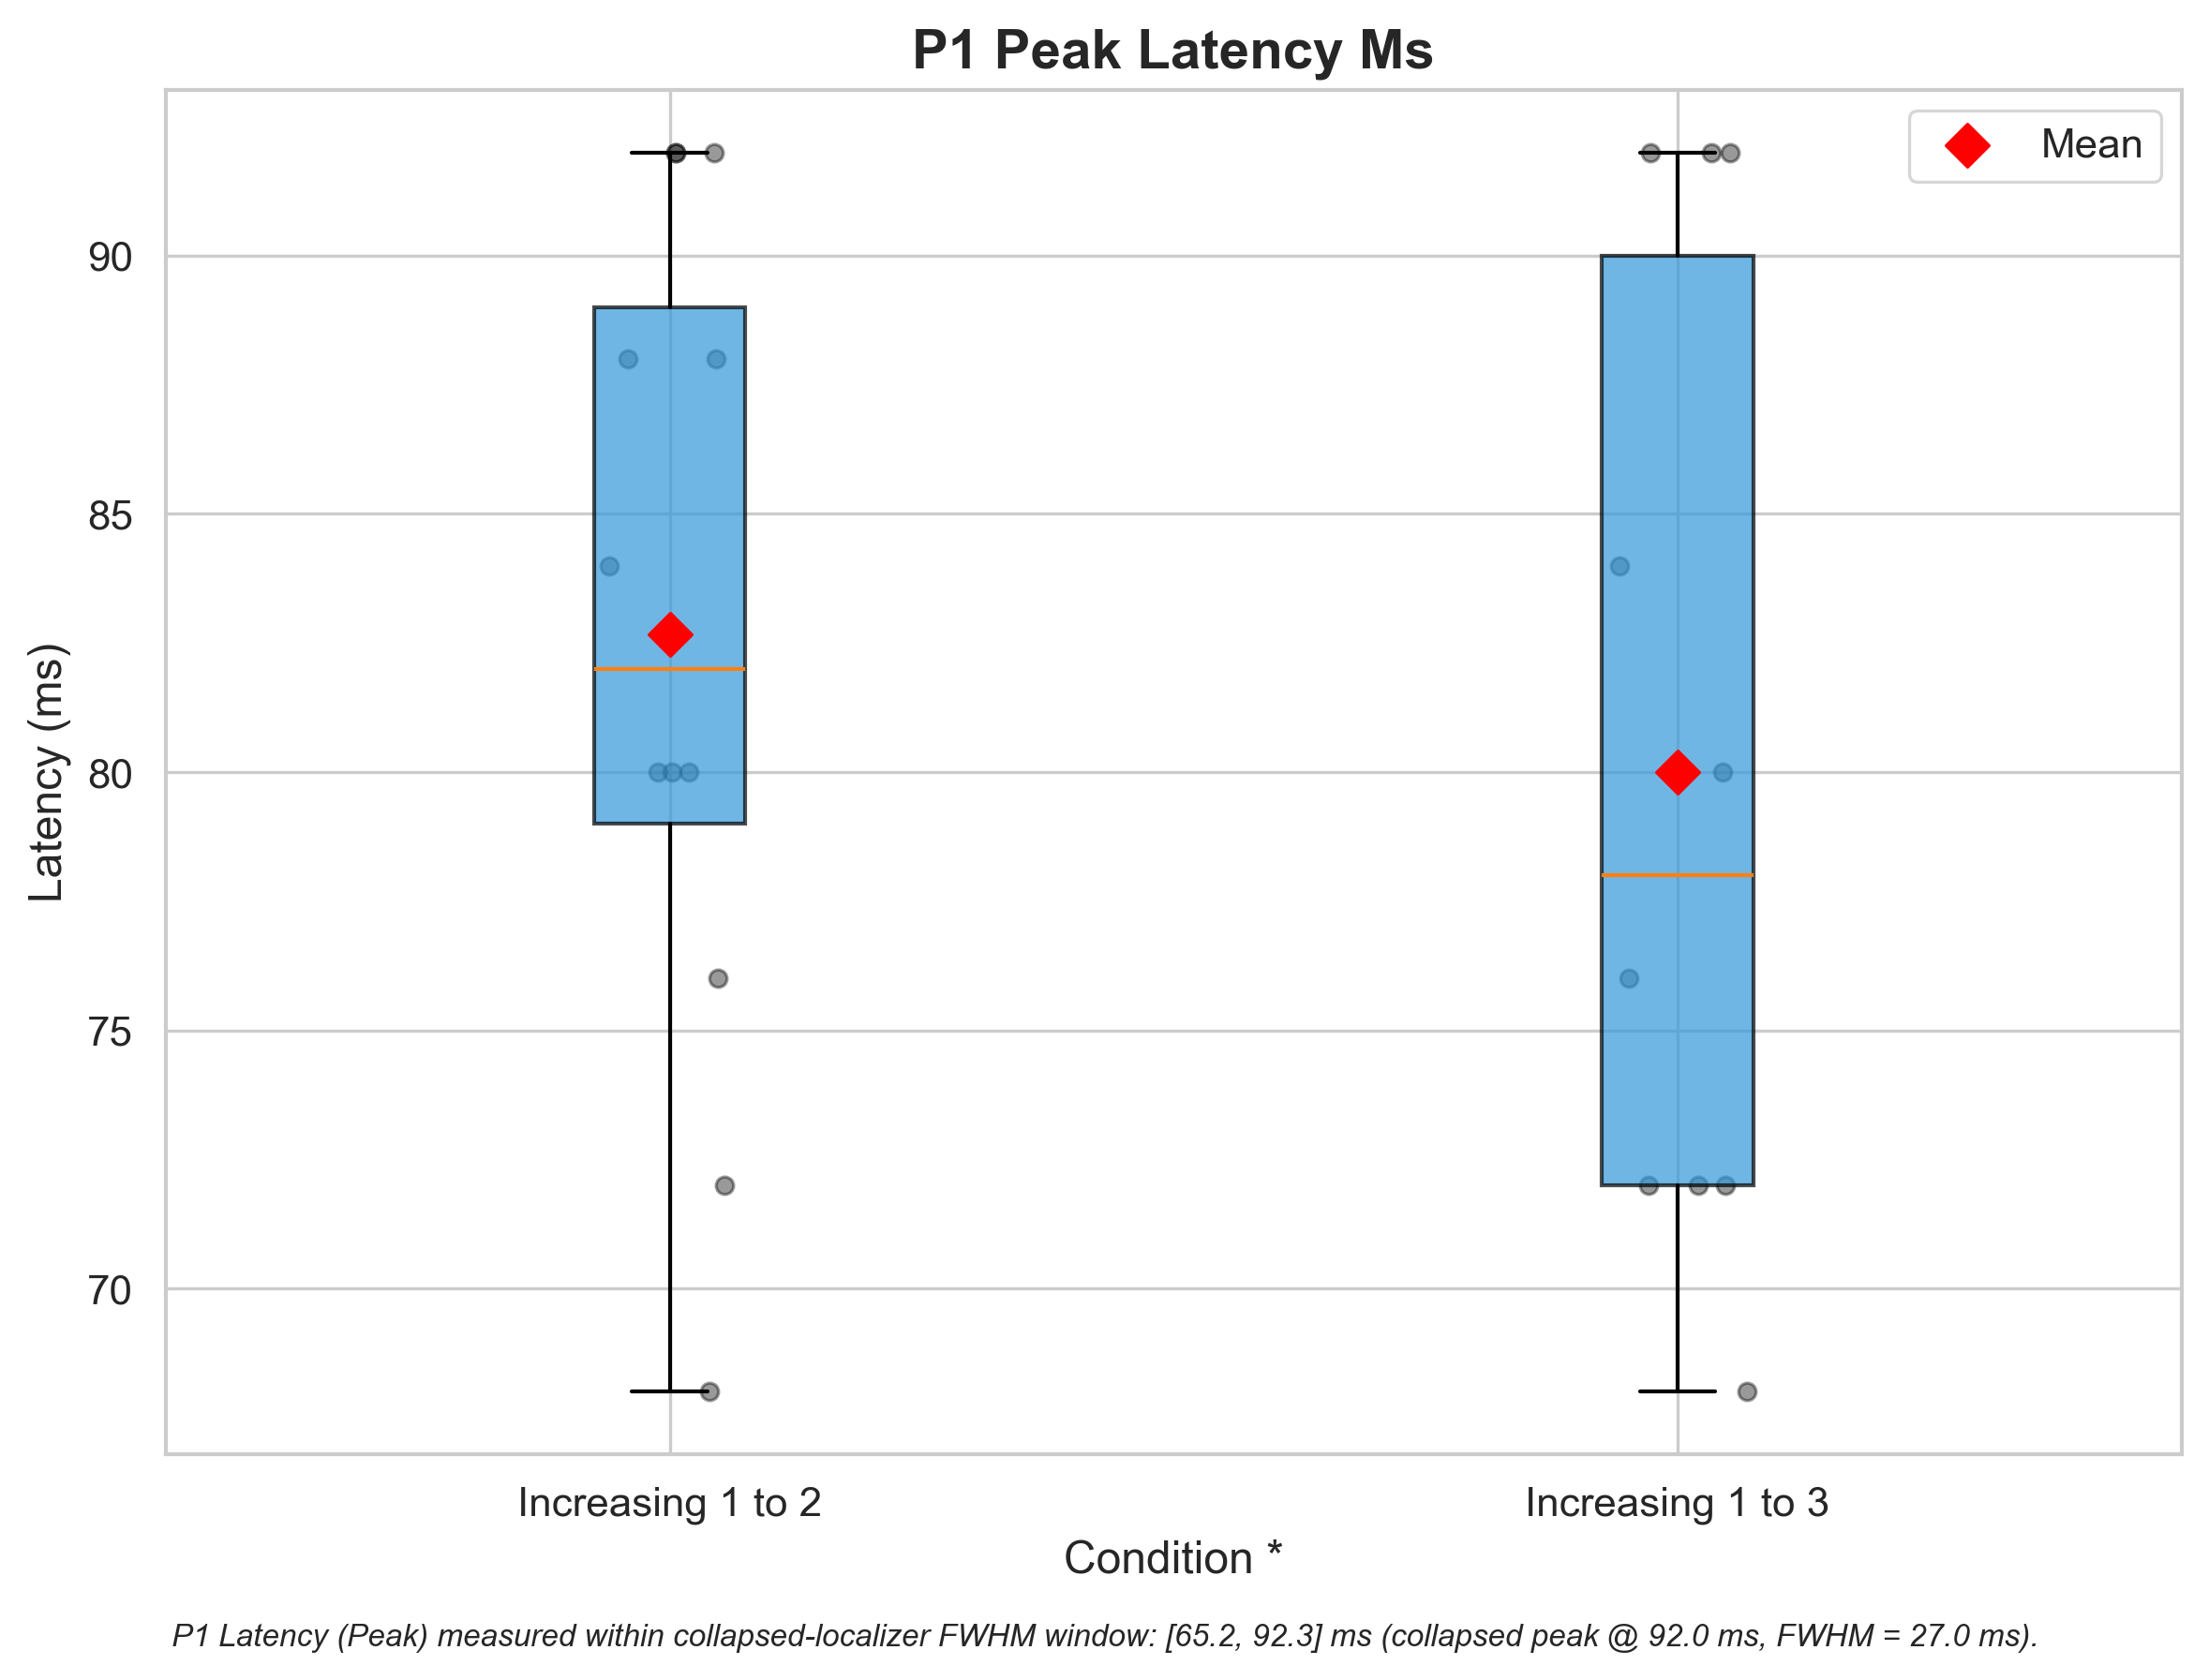 P1 Peak Latency Ms
Mean
90
85
80
75
70
Latency (ms)
Increasing 1 to 2
Increasing 1 to 3
Condition *
P1 Latency (Peak) measured within collapsed-localizer FWHM window: [65.2, 92.3] ms (collapsed peak @ 92.0 ms, FWHM = 27.0 ms).